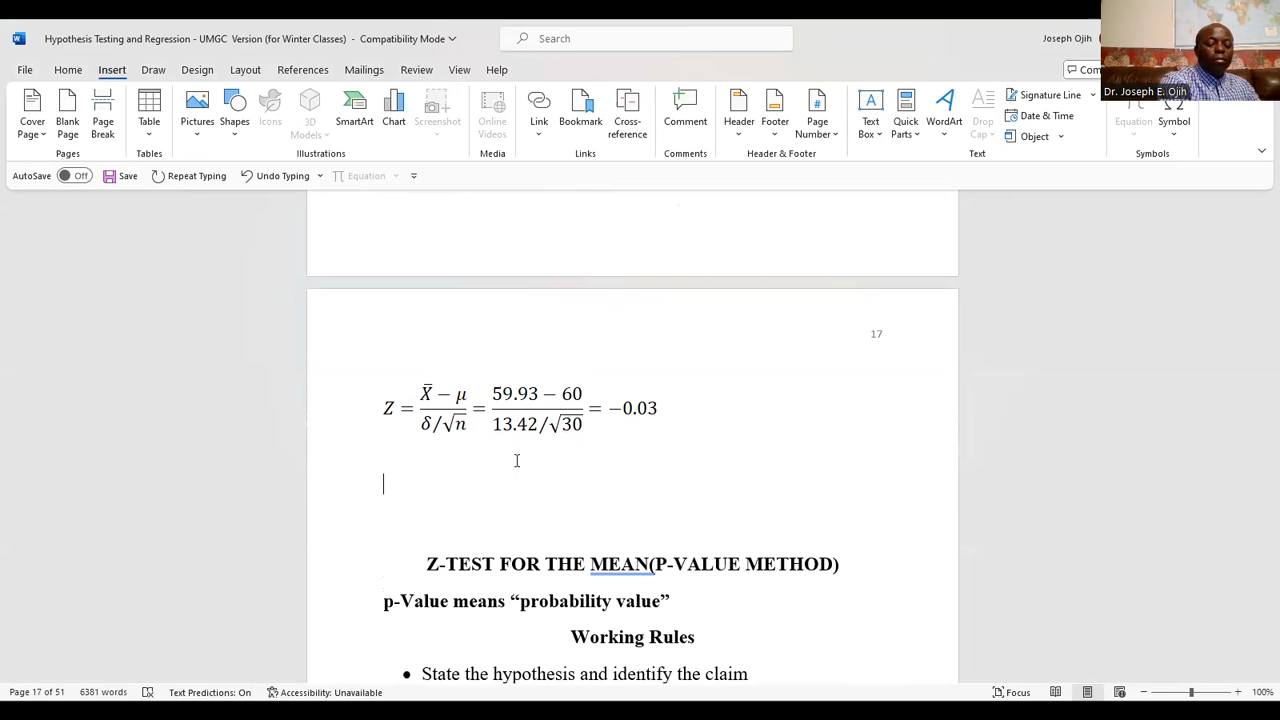 Hypothesis Testing and Regression - UMGC Version (for Winter Classes) - Compatibility Mode
Search
Joseph Ojih
File Home Insert Draw Design Layout References Mailings Review View Help
Com
Dr. Joseph E. Ojih
Cover Page Blank Page Page Break Table Pictures Shapes Icons 3D Models SmartArt Chart Screenshot Online Videos Link Bookmark Cross-reference Comment Header Footer Page Number Text Box Quick Parts WordArt Drop Cap Signature Line Date & Time Object Equation Symbol
Pages Tables Illustrations Media Links Comments Header & Footer Text Symbols
AutoSave Off Save Repeat Typing Undo Typing Equation
17
Z = (X̄ − μ)/(δ/√n) = (59.93 − 60)/(13.42/√30) = −0.03
Z-TEST FOR THE MEAN(P-VALUE METHOD)
p-Value means “probability value”
Working Rules
• State the hypothesis and identify the claim
Page 17 of 51 6381 words Text Predictions: On Accessibility: Unavailable Focus 100%